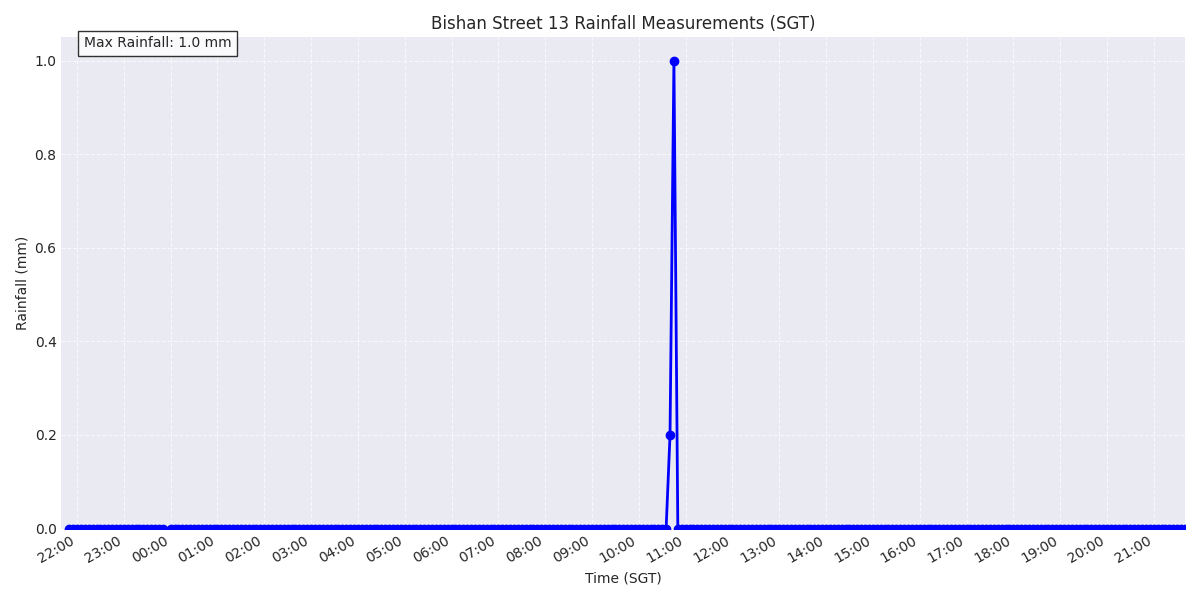 Bishan Street 13 Rainfall Measurements (SGT)
Max Rainfall: 1.0 mm
1.0
0.8
0.6
0.4
0.2
0.0
Rainfall (mm)
22:00 23:00 00:00 01:00 02:00 03:00 04:00 05:00 06:00 07:00 08:00 09:00 10:00 11:00 12:00 13:00 14:00 15:00 16:00 17:00 18:00 19:00 20:00 21:00
Time (SGT)